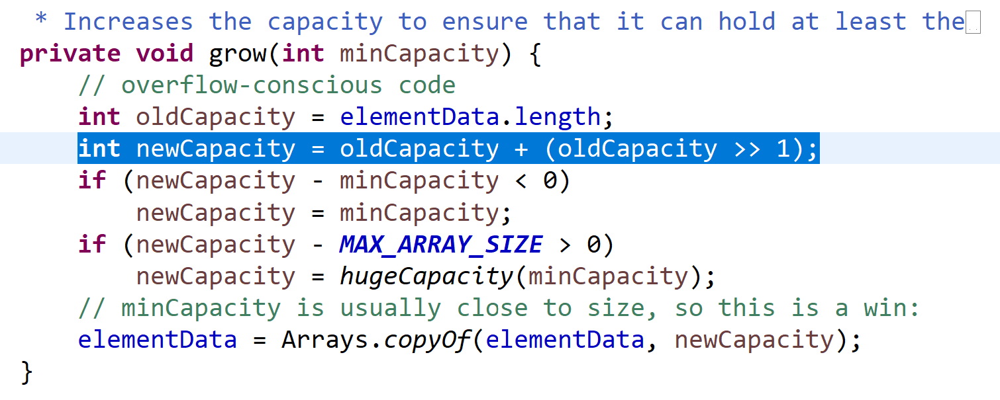 * Increases the capacity to ensure that it can hold at least the
private void grow(int minCapacity) {
// overflow-conscious code
int oldCapacity = elementData.length;
int newCapacity = oldCapacity + (oldCapacity >> 1);
if (newCapacity - minCapacity < 0)
newCapacity = minCapacity;
if (newCapacity - MAX_ARRAY_SIZE > 0)
newCapacity = hugeCapacity(minCapacity);
// minCapacity is usually close to size, so this is a win:
elementData = Arrays.copyOf(elementData, newCapacity);
}